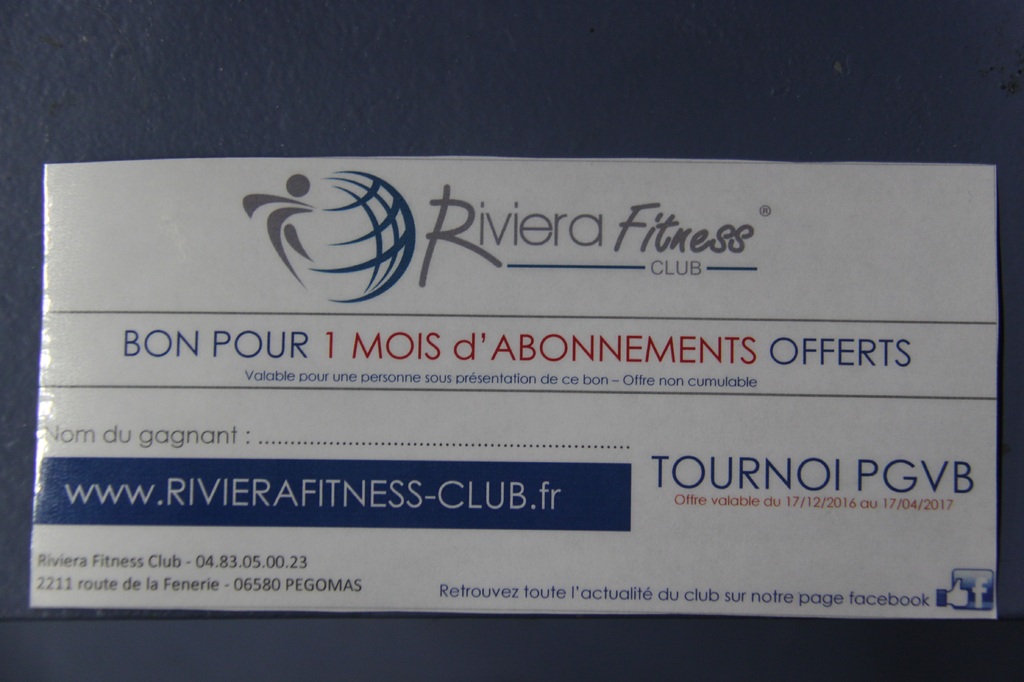 Riviera Fitness ®
CLUB
BON POUR 1 MOIS d'ABONNEMENTS OFFERTS
Valable pour une personne sous présentation de ce bon – Offre non cumulable
Nom du gagnant : ............................................................
www.RIVIERAFITNESS-CLUB.fr
TOURNOI PGVB
Offre valable du 17/12/2016 au 17/04/2017
Riviera Fitness Club - 04.83.05.00.23
2211 route de la Fenerie - 06580 PEGOMAS
Retrouvez toute l'actualité du club sur notre page facebook f